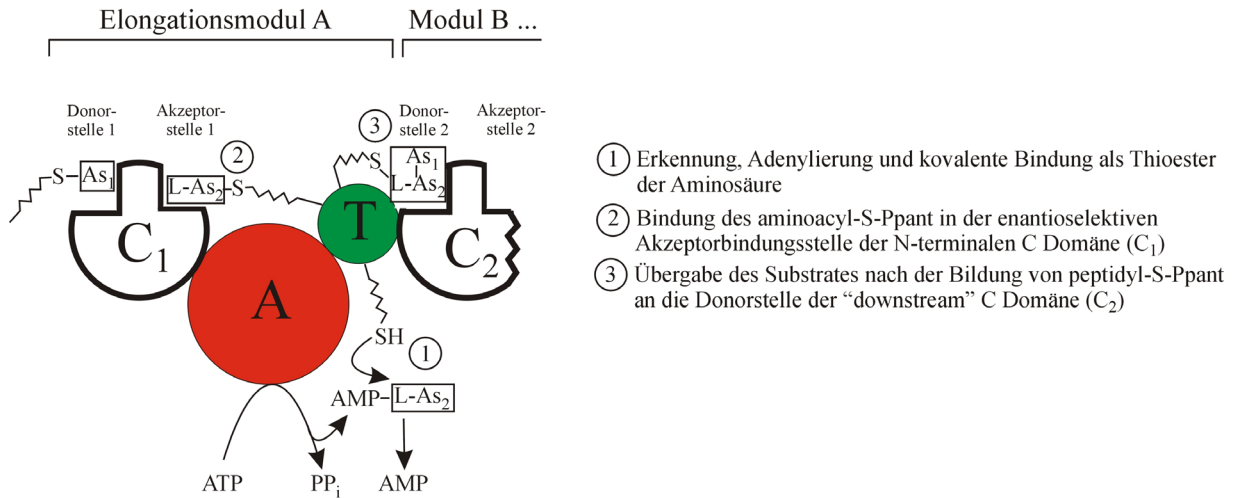 Elongationsmodul A
Modul B ...
Donor-
stelle 1
Akzeptor-
stelle 1
Donor-
stelle 2
Akzeptor-
stelle 2
S
As1
2
L-As2
S
3
S
As1
L-As2
C1
T
C2
A
SH
1
AMP
L-As2
ATP
PPi
AMP
1 Erkennung, Adenylierung und kovalente Bindung als Thioester
der Aminosäure
2 Bindung des aminoacyl-S-Ppant in der enantioselektiven
Akzeptorbindungsstelle der N-terminalen C Domäne (C1)
3 Übergabe des Substrates nach der Bildung von peptidyl-S-Ppant
an die Donorstelle der “downstream” C Domäne (C2)